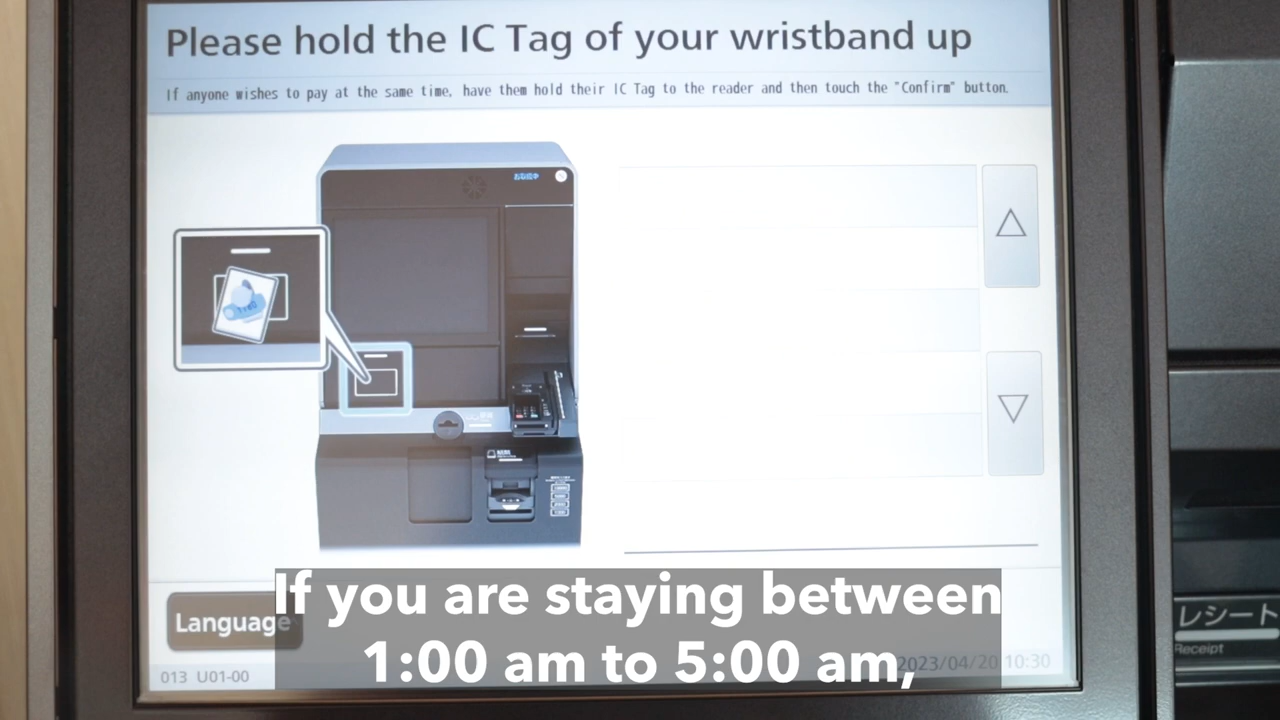 Please hold the IC Tag of your wristband up
If anyone wishes to pay at the same time, have them hold their IC Tag to the reader and then touch the "Confirm" button.
Language
If you are staying between
1:00 am to 5:00 am,
013 U01-00
2023/04/20 10:30
レシート
Receipt